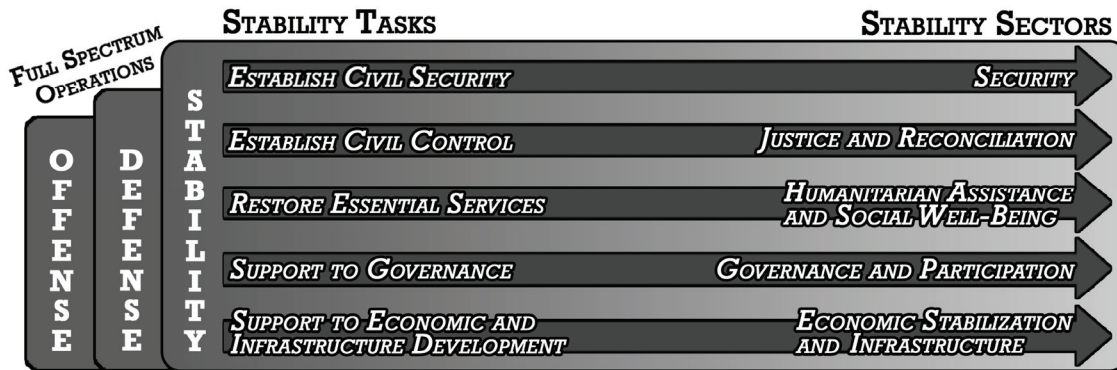 Stability Tasks
Stability Sectors
Full Spectrum
Operations
Offense
Defense
Stability
Establish Civil Security
Security
Establish Civil Control
Justice and Reconciliation
Restore Essential Services
Humanitarian Assistance
and Social Well-Being
Support to Governance
Governance and Participation
Support to Economic and
Infrastructure Development
Economic Stabilization
and Infrastructure